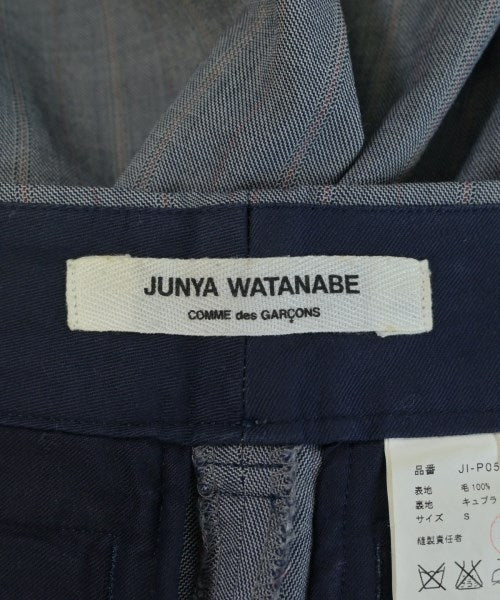 JUNYA WATANABE
COMME des GARÇONS
品番 JI-P05
表地 毛100%
裏地 キュプラ
サイズ S
縫製責任者